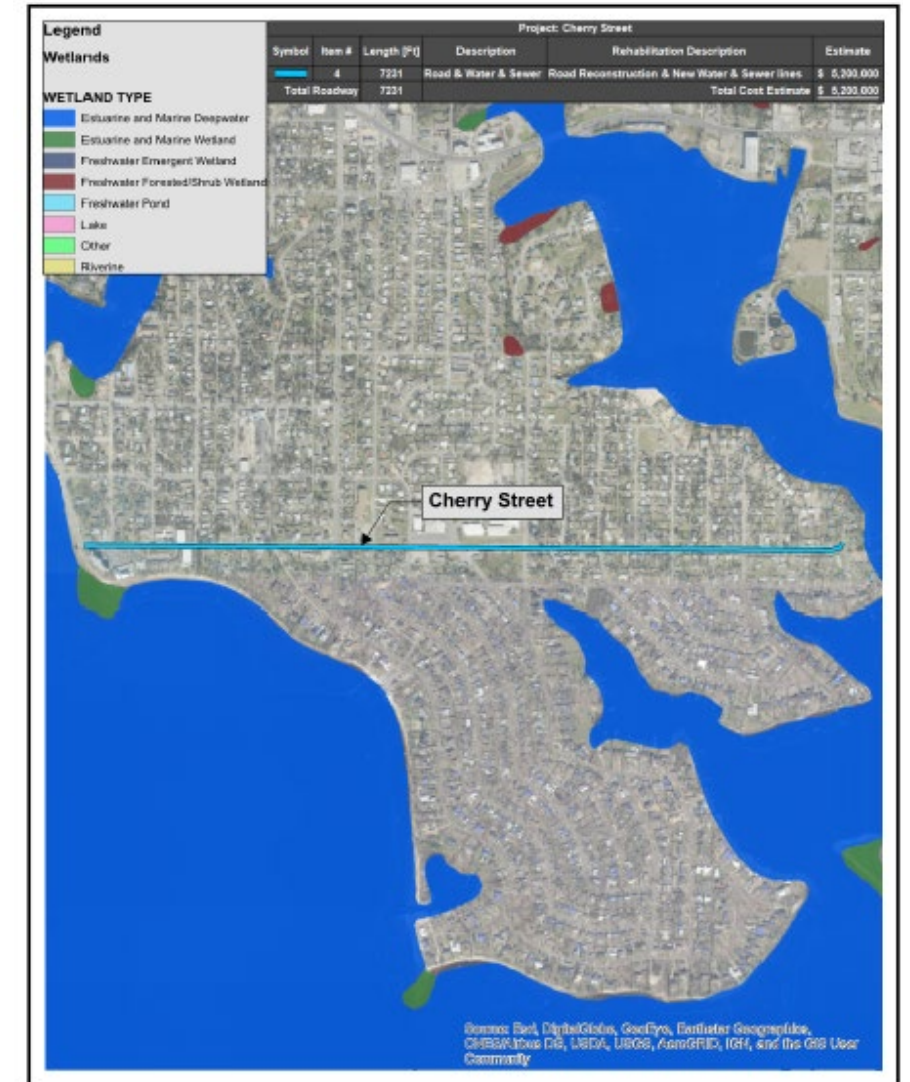 Legend
Wetlands
WETLAND TYPE
Estuarine and Marine Deepwater
Estuarine and Marine Wetland
Freshwater Emergent Wetland
Freshwater Forested/Shrub Wetland
Freshwater Pond
Lake
Other
Riverine
Project: Cherry Street
Symbol Item # Length [Ft] Description Rehabilitation Description Estimate
4 7231 Road & Water & Sewer Road Reconstruction & New Water & Sewer lines $ 5,200,000
Total Roadway 7231 Total Cost Estimate $ 5,200,000
Cherry Street
Source: Esri, DigitalGlobe, GeoEye, Earthstar Geographics,
CNES/Airbus DS, USDA, USGS, AeroGRID, IGN, and the GIS User
Community